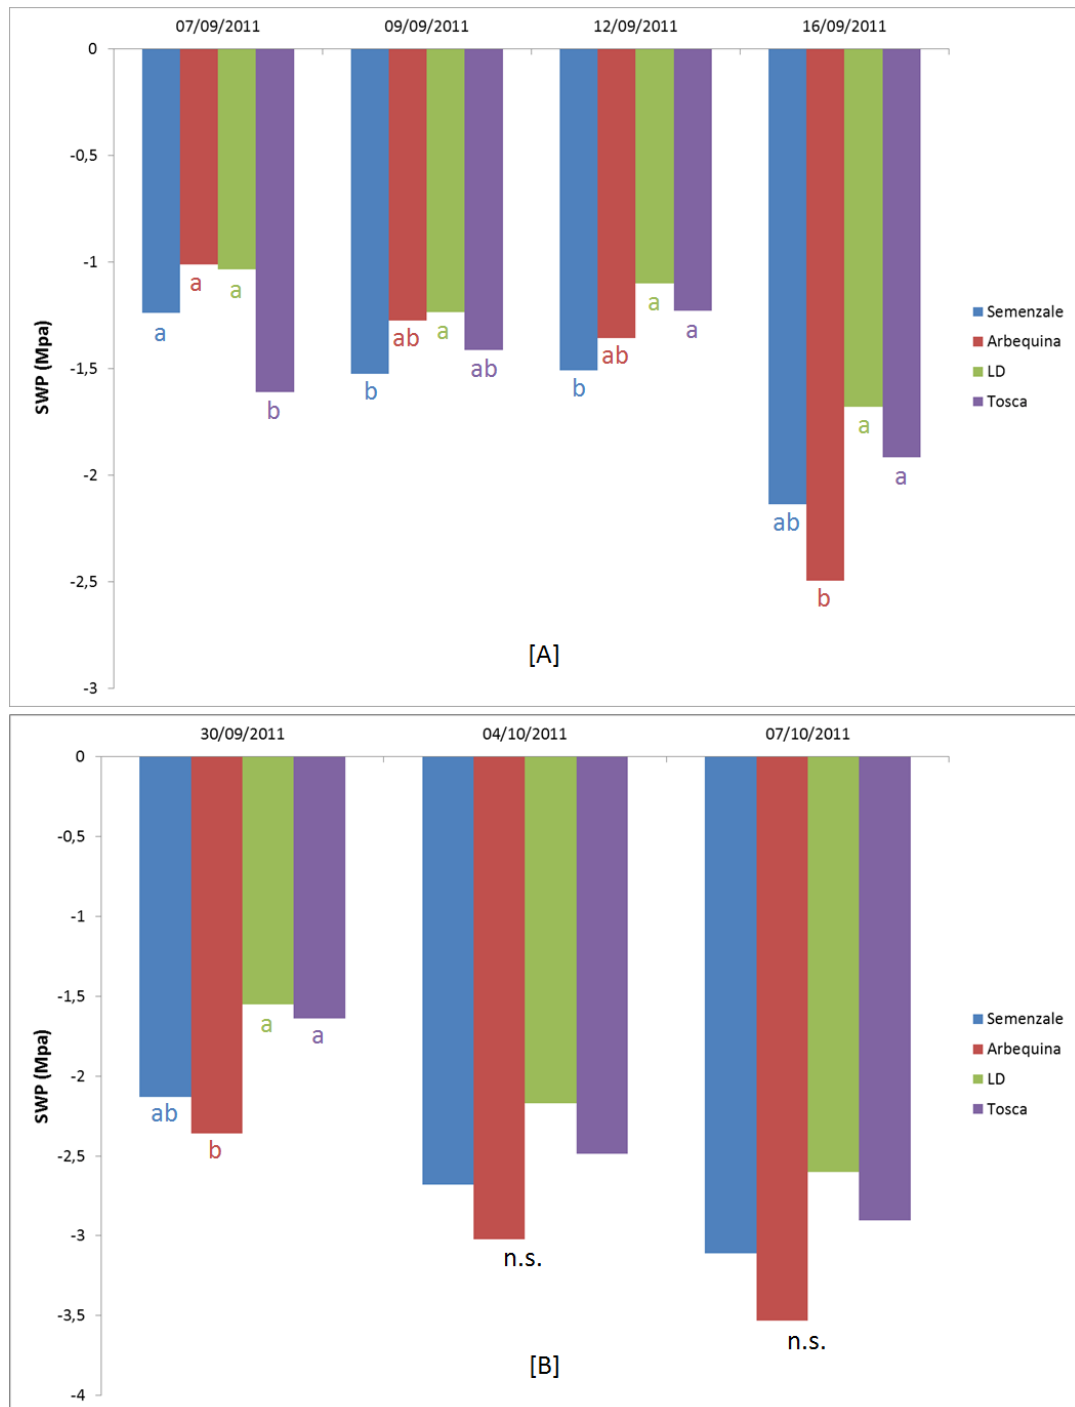 07/09/2011 09/09/2011 12/09/2011 16/09/2011
0
-0,5
-1
-1,5
-2
-2,5
-3
SWP (Mpa)
a a a b
b ab a ab
b ab a a
ab b a a
Semenzale
Arbequina
LD
Tosca
[A]
30/09/2011 04/10/2011 07/10/2011
0
-0,5
-1
-1,5
-2
-2,5
-3
-3,5
-4
SWP (Mpa)
ab b a a
n.s.
n.s.
Semenzale
Arbequina
LD
Tosca
[B]